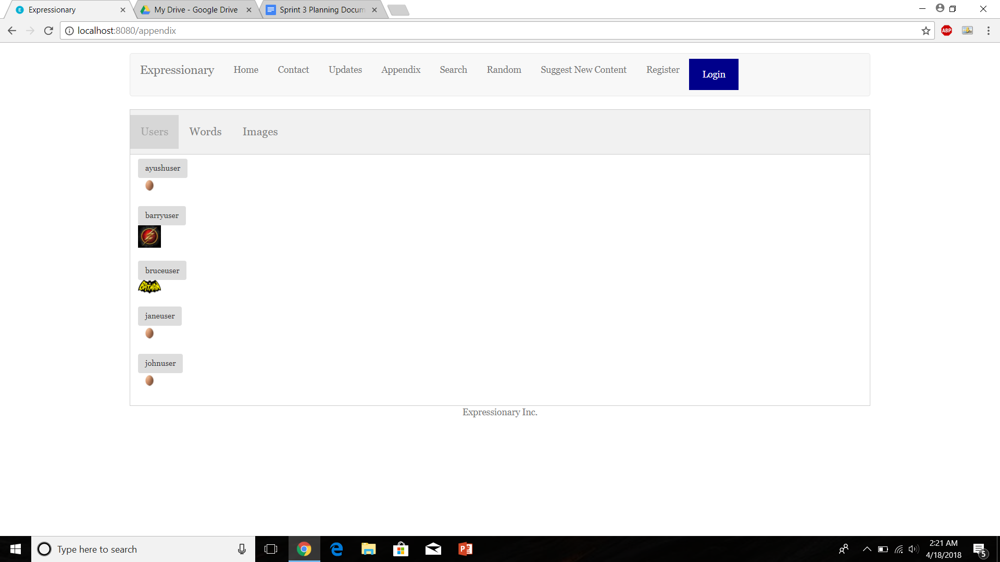 E Expressionary
My Drive - Google Drive
Sprint 3 Planning Docum
localhost:8080/appendix
ABP
Expressionary Home Contact Updates Appendix Search Random Suggest New Content Register Login
Users Words Images
ayushuser
barryuser
bruceuser
BATMAN
janeuser
johnuser
Expressionary Inc.
Type here to search
2:21 AM
4/18/2018
5